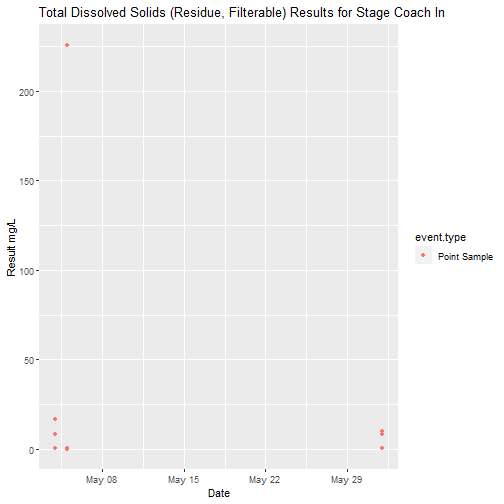 Total Dissolved Solids (Residue, Filterable) Results for Stage Coach In
200
150
100
50
0
Result mg/L
May 08
May 15
May 22
May 29
Date
event.type
Point Sample